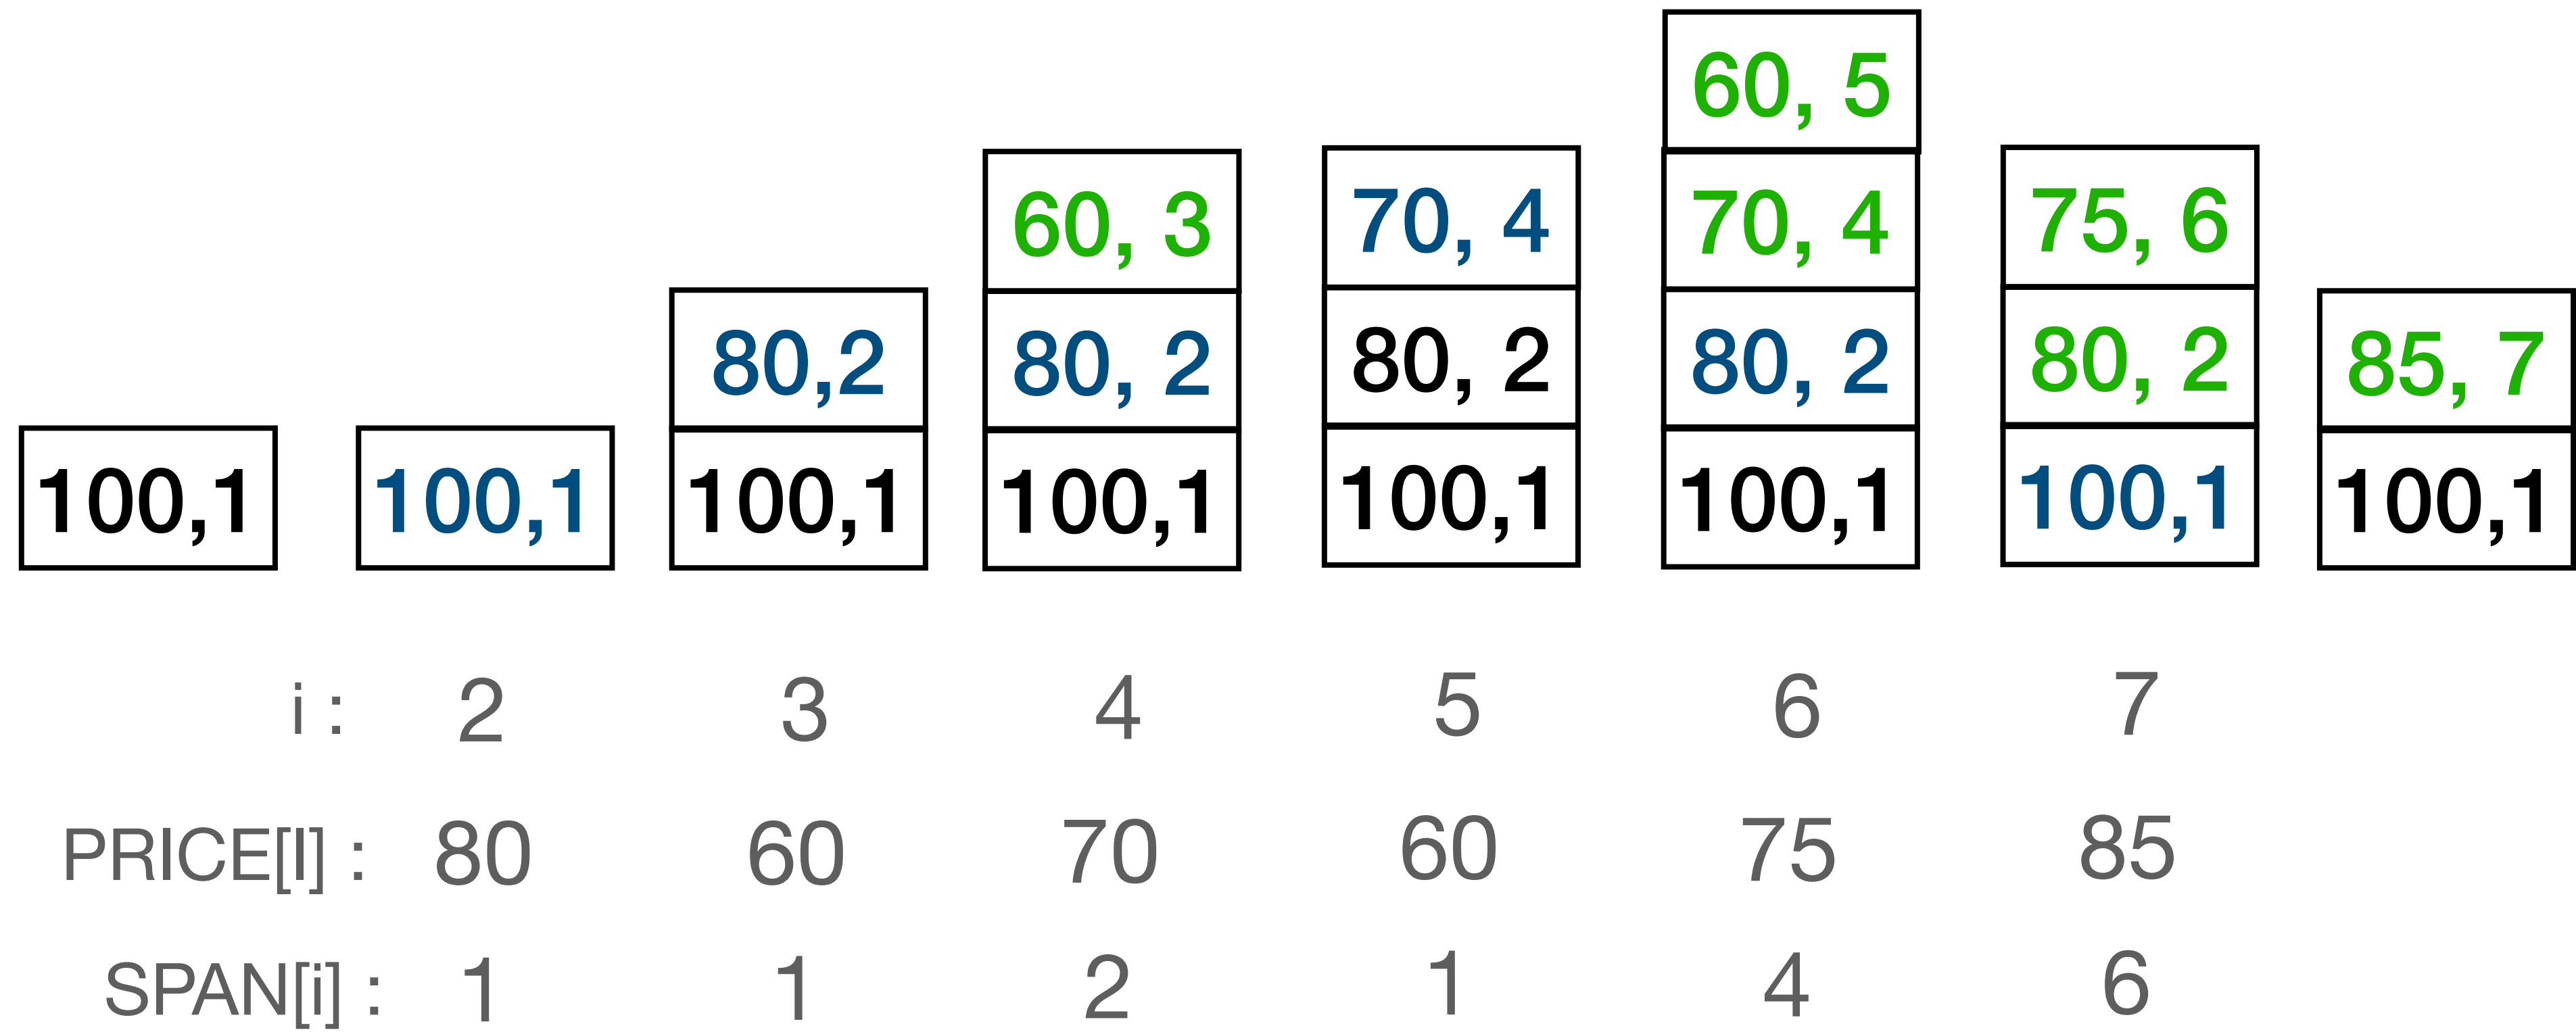 60, 5
60, 3 70, 4 70, 4 75, 6
80,2 80, 2 80, 2 80, 2 80, 2 85, 7
100,1 100,1 100,1 100,1 100,1 100,1 100,1 100,1
i : 2 3 4 5 6 7
PRICE[I] : 80 60 70 60 75 85
SPAN[i] : 1 1 2 1 4 6